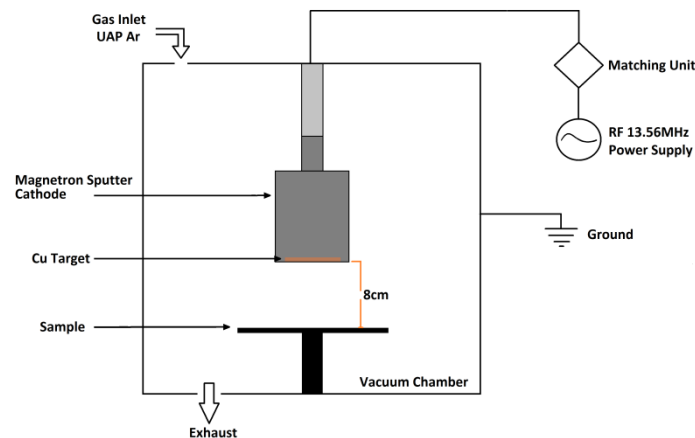 Gas Inlet
UAP Ar
Matching Unit
RF 13.56MHz
Power Supply
Magnetron Sputter
Cathode
Ground
Cu Target
8cm
Sample
Vacuum Chamber
Exhaust